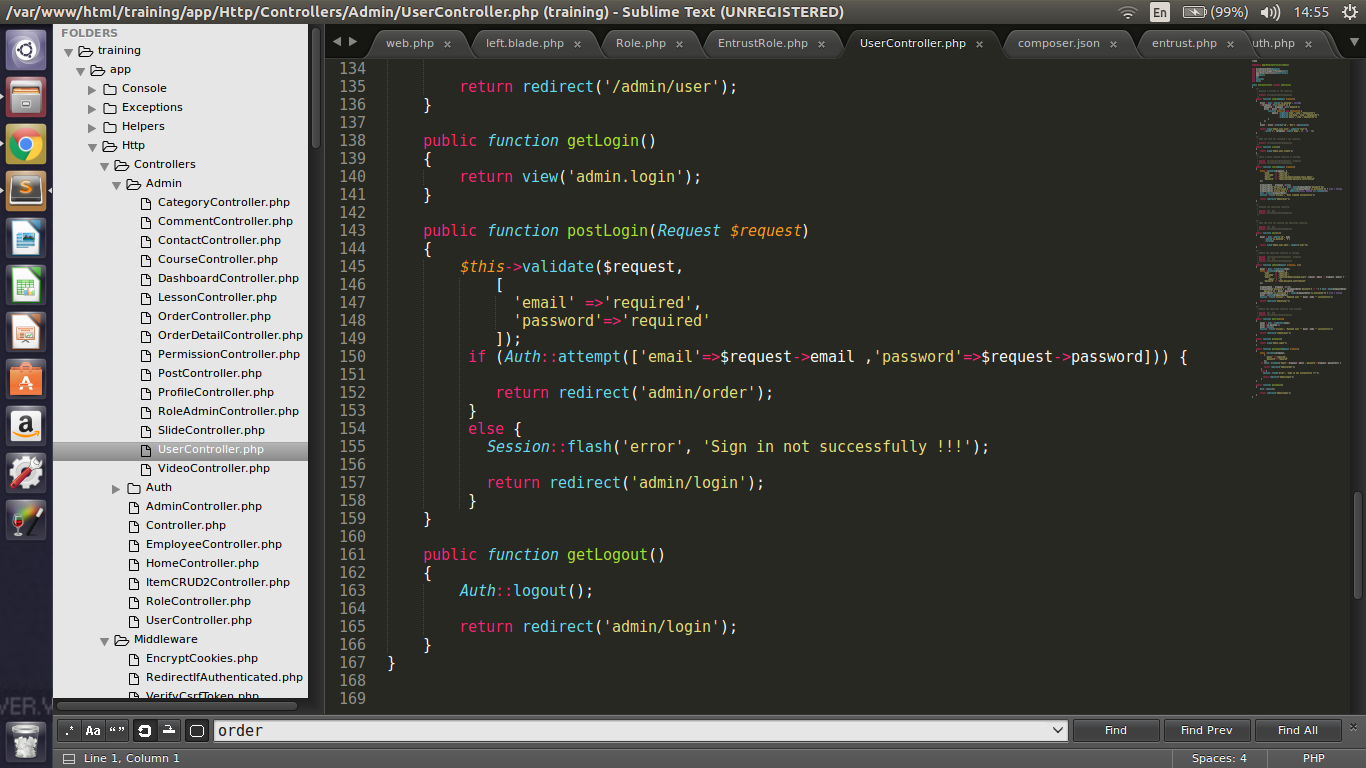 /var/www/html/training/app/Http/Controllers/Admin/UserController.php (training) - Sublime Text (UNREGISTERED)
En (99%) 14:55
FOLDERS
training
app
Console
Exceptions
Helpers
Http
Controllers
Admin
CategoryController.php
CommentController.php
ContactController.php
CourseController.php
DashboardController.php
LessonController.php
OrderController.php
OrderDetailController.php
PermissionController.php
PostController.php
ProfileController.php
RoleAdminController.php
SlideController.php
UserController.php
VideoController.php
Auth
AdminController.php
Controller.php
EmployeeController.php
HomeController.php
ItemCRUD2Controller.php
RoleController.php
UserController.php
Middleware
EncryptCookies.php
RedirectIfAuthenticated.php
VerifyCsrfToken.php
web.php × left.blade.php × Role.php × EntrustRole.php × UserController.php × composer.json × entrust.php × uth.php ×
134
135 return redirect('/admin/user');
136 }
137
138 public function getLogin()
139 {
140 return view('admin.login');
141 }
142
143 public function postLogin(Request $request)
144 {
145 $this->validate($request,
146 [
147 'email' =>'required',
148 'password'=>'required'
149 ]);
150 if (Auth::attempt(['email'=>$request->email ,'password'=>$request->password])) {
151
152 return redirect('admin/order');
153 }
154 else {
155 Session::flash('error', 'Sign in not successfully !!!');
156
157 return redirect('admin/login');
158 }
159 }
160
161 public function getLogout()
162 {
163 Auth::logout();
164
165 return redirect('admin/login');
166 }
167 }
168
169
.* Aa “ ” order Find Find Prev Find All ×
Line 1, Column 1 Spaces: 4 PHP